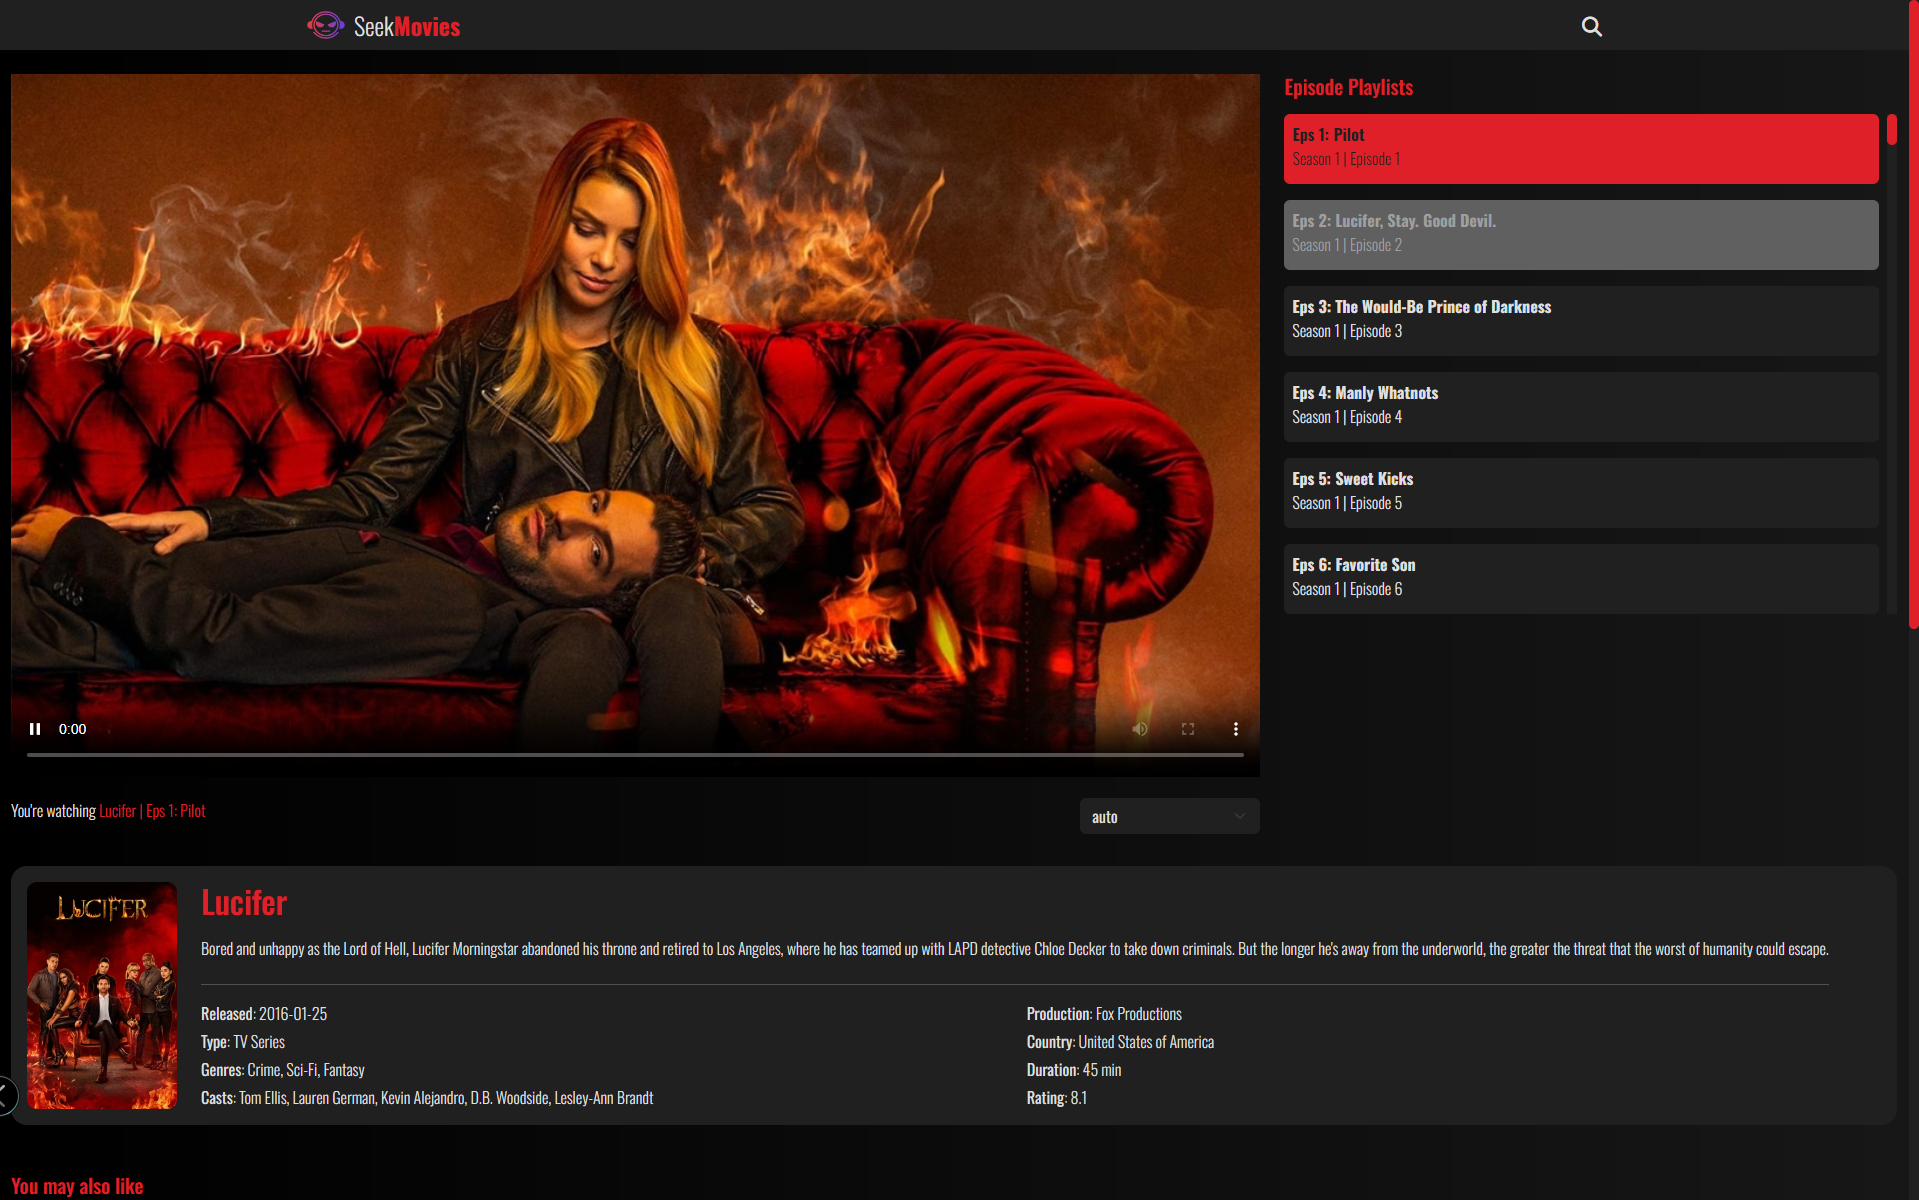 SeekMovies
Episode Playlists
Eps 1: Pilot
Season 1 | Episode 1
Eps 2: Lucifer, Stay. Good Devil.
Season 1 | Episode 2
Eps 3: The Would-Be Prince of Darkness
Season 1 | Episode 3
Eps 4: Manly Whatnots
Season 1 | Episode 4
Eps 5: Sweet Kicks
Season 1 | Episode 5
Eps 6: Favorite Son
Season 1 | Episode 6
0:00
You're watching Lucifer | Eps 1: Pilot
auto
LUCIFER
Lucifer
Bored and unhappy as the Lord of Hell, Lucifer Morningstar abandoned his throne and retired to Los Angeles, where he has teamed up with LAPD detective Chloe Decker to take down criminals. But the longer he's away from the underworld, the greater the threat that the worst of humanity could escape.
Released: 2016-01-25
Type: TV Series
Genres: Crime, Sci-Fi, Fantasy
Casts: Tom Ellis, Lauren German, Kevin Alejandro, D.B. Woodside, Lesley-Ann Brandt
Production: Fox Productions
Country: United States of America
Duration: 45 min
Rating: 8.1
You may also like